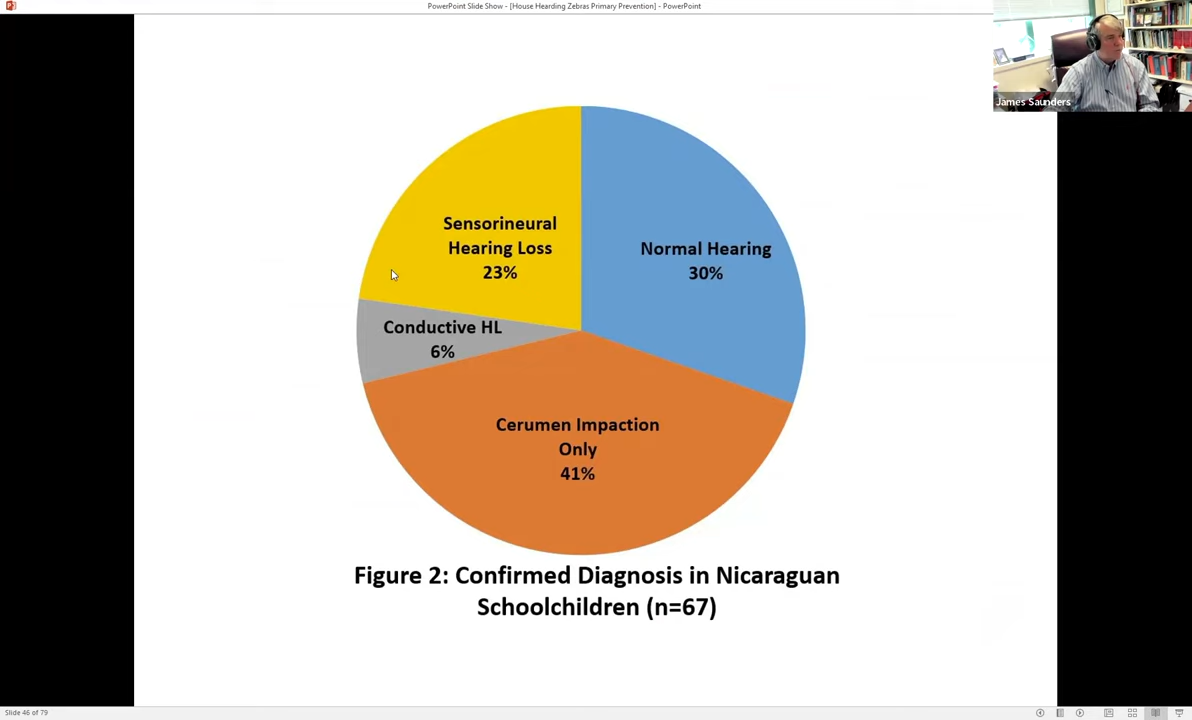 PowerPoint Slide Show - [House Hearding Zebras Primary Prevention] - PowerPoint
James Saunders
Sensorineural
Hearing Loss
23%
Normal Hearing
30%
Conductive HL
6%
Cerumen Impaction
Only
41%
Figure 2: Confirmed Diagnosis in Nicaraguan
Schoolchildren (n=67)
Slide 46 of 79